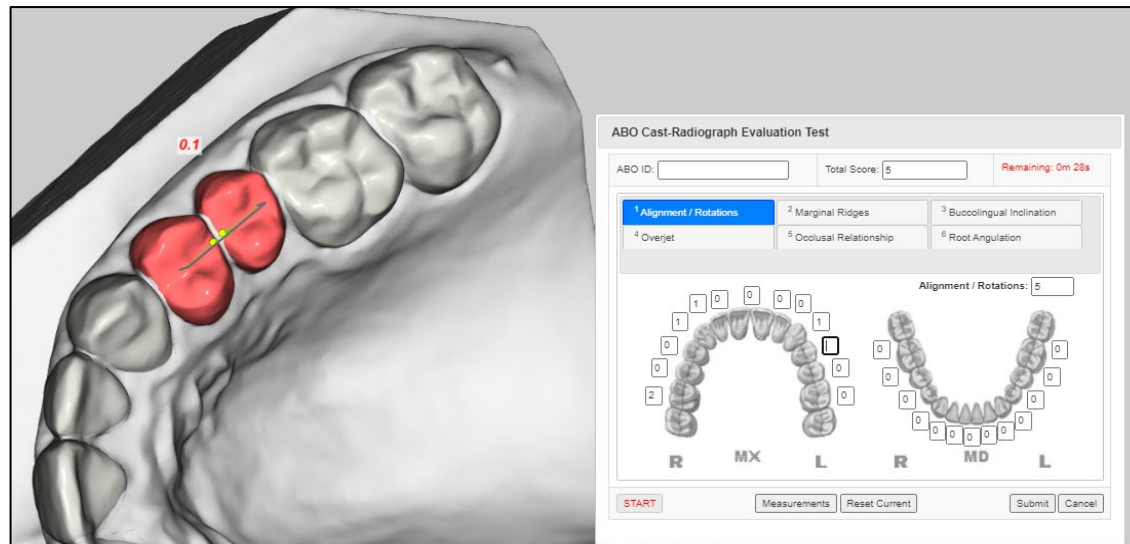 0.1
ABO Cast-Radiograph Evaluation Test
ABO ID: Total Score: 5 Remaining: 0m 28s
1 Alignment / Rotations 2 Marginal Ridges 3 Buccolingual Inclination
4 Overjet 5 Occlusal Relationship 6 Root Angulation
Alignment / Rotations: 5
1 0 0 0 0
1 1
0
0 0
2 0
0 0
0 0
0 0
0 0 0 0 0 0
R MX L R MD L
START Measurements Reset Current Submit Cancel